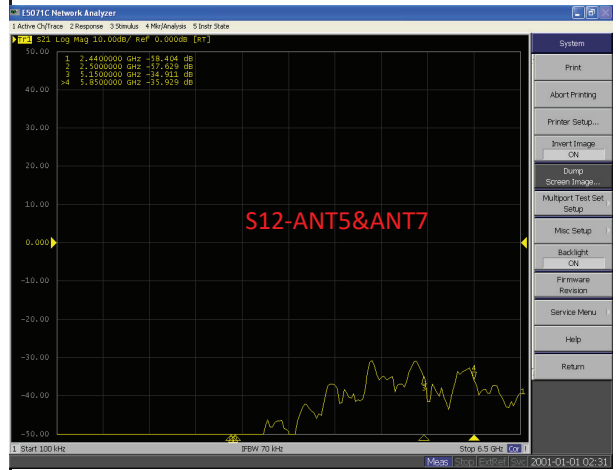 E5071C Network Analyzer
1 Active Ch/Trace 2 Response 3 Stimulus 4 Mkr/Analysis 5 Instr State
Tr1 S21 Log Mag 10.00dB/ Ref 0.000dB [RT]
50.00
1 2.4400000 GHz -58.404 dB
2 2.5000000 GHz -57.629 dB
3 5.1500000 GHz -34.911 dB
>4 5.8500000 GHz -35.929 dB
40.00
30.00
20.00
10.00
S12-ANT5&ANT7
0.000
-10.00
-20.00
-30.00
-40.00
-50.00
1 Start 100 kHz IFBW 70 kHz Stop 6.5 GHz Cor !
Meas Stop ExtRef Svc 2001-01-01 02:31
System
Print
Abort Printing
Printer Setup...
Invert Image
ON
Dump
Screen Image...
Multiport Test Set
Setup
Misc Setup
Backlight
ON
Firmware
Revision
Service Menu
Help
Return